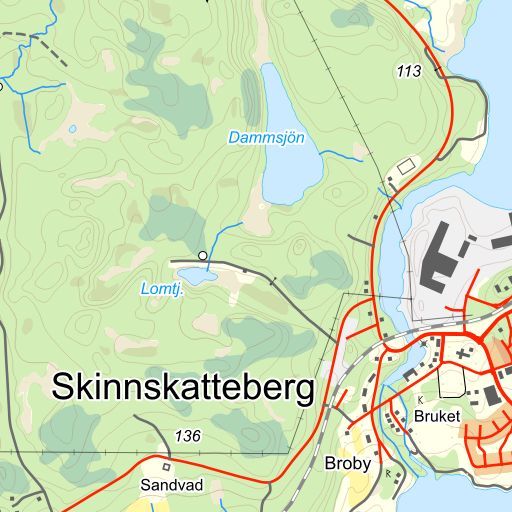 113
Dammsjön
Lomtj.
Skinnskatteberg
Bruket
136
Broby
Sandvad